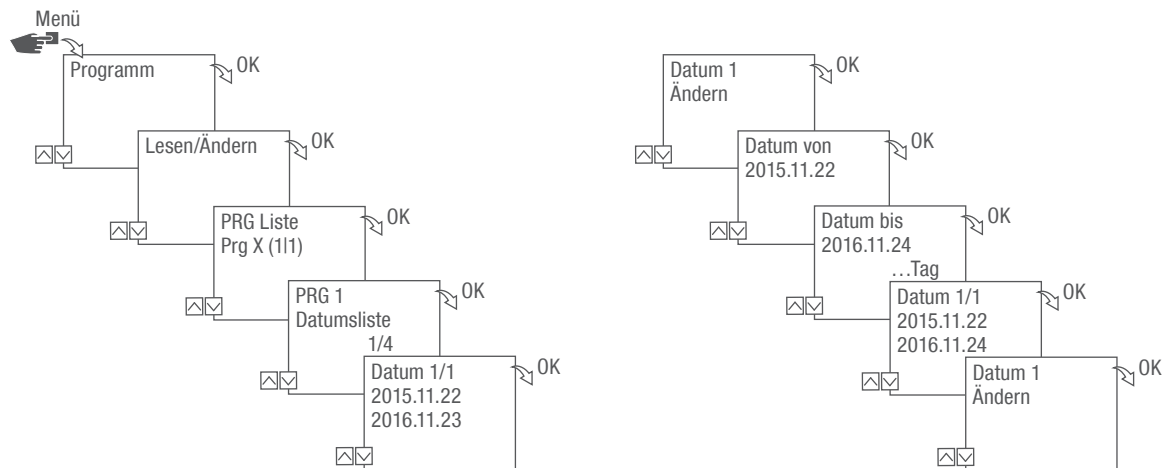 Menü
Programm
OK
Lesen/Ändern
OK
PRG Liste
Prg X (1|1)
OK
PRG 1
Datumsliste
1/4
OK
Datum 1/1
2015.11.22
2016.11.23
OK
Datum 1
Ändern
OK
Datum von
2015.11.22
OK
Datum bis
2016.11.24
...Tag
OK
Datum 1/1
2015.11.22
2016.11.24
OK
Datum 1
Ändern
OK